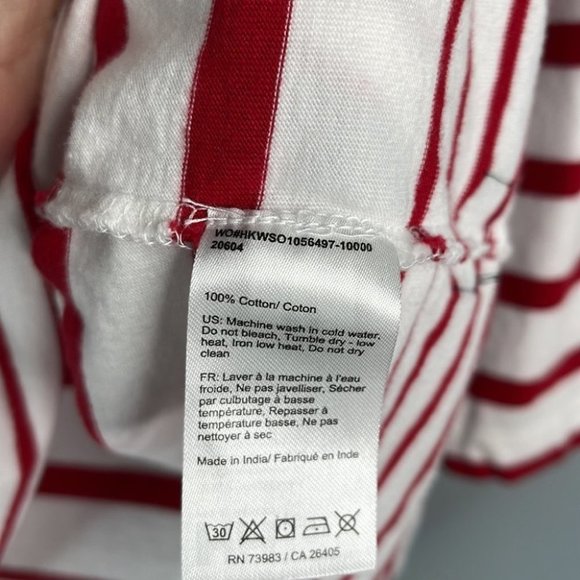 WO#HKWSO1056497-10000
20604
100% Cotton/ Coton
US: Machine wash in cold water.
Do not bleach, Tumble dry - low
heat, Iron low heat, Do not dry
clean
FR: Laver à la machine à l'eau
froide, Ne pas javelliser, Sécher
par culbutage à basse
température, Repasser à
température basse, Ne pas
nettoyer à sec
Made in India/ Fabriqué en Inde
30
RN 73983 / CA 26405